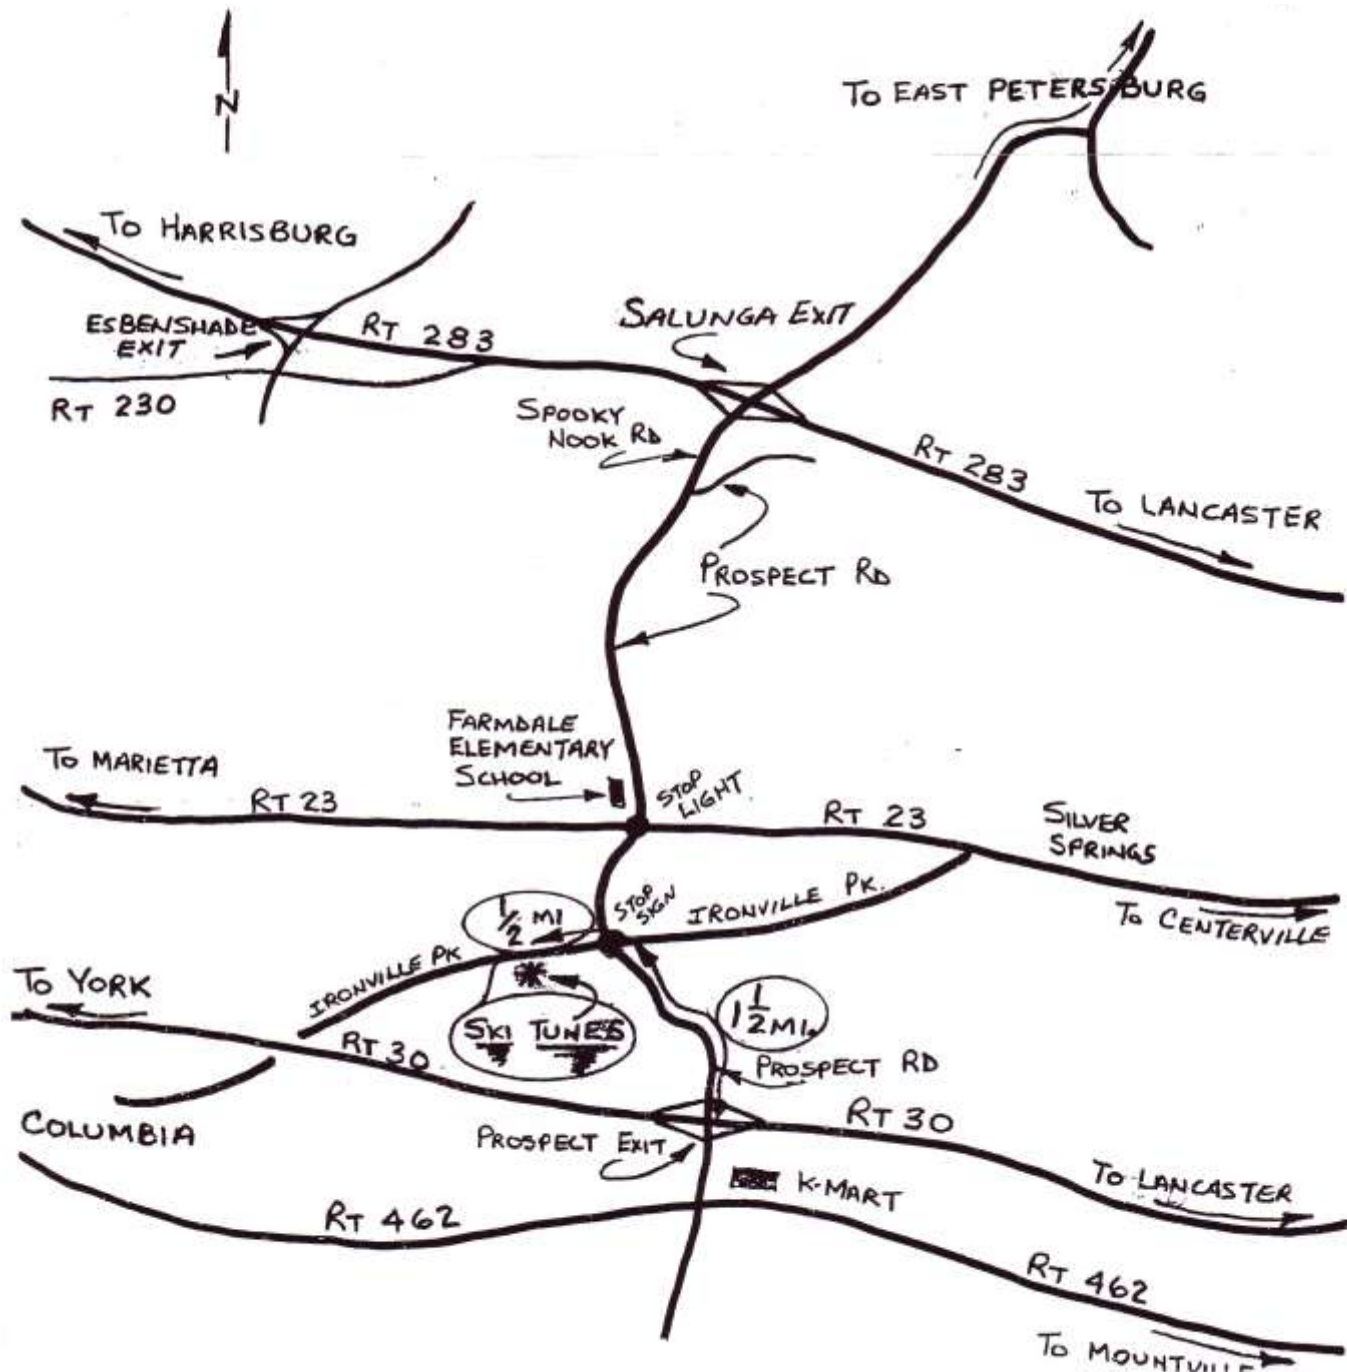 N
TO EAST PETERSBURG
TO HARRISBURG
ESBENSHADE
EXIT
RT 283
SALUNGA EXIT
RT 230
SPOOKY
NOOK RD
RT 283
TO LANCASTER
PROSPECT RD
FARMDALE
ELEMENTARY
SCHOOL
TO MARIETTA
RT 23
STOP
LIGHT
RT 23
SILVER
SPRINGS
1/2 MI
STOP
SIGN
IRONVILLE PK.
TO CENTERVILLE
IRONVILLE PK
TO YORK
SKI TUNES
1 1/2 MI.
RT 30
PROSPECT RD
COLUMBIA
PROSPECT EXIT
RT 30
K-MART
TO LANCASTER
RT 462
RT 462
TO MOUNTVILLE